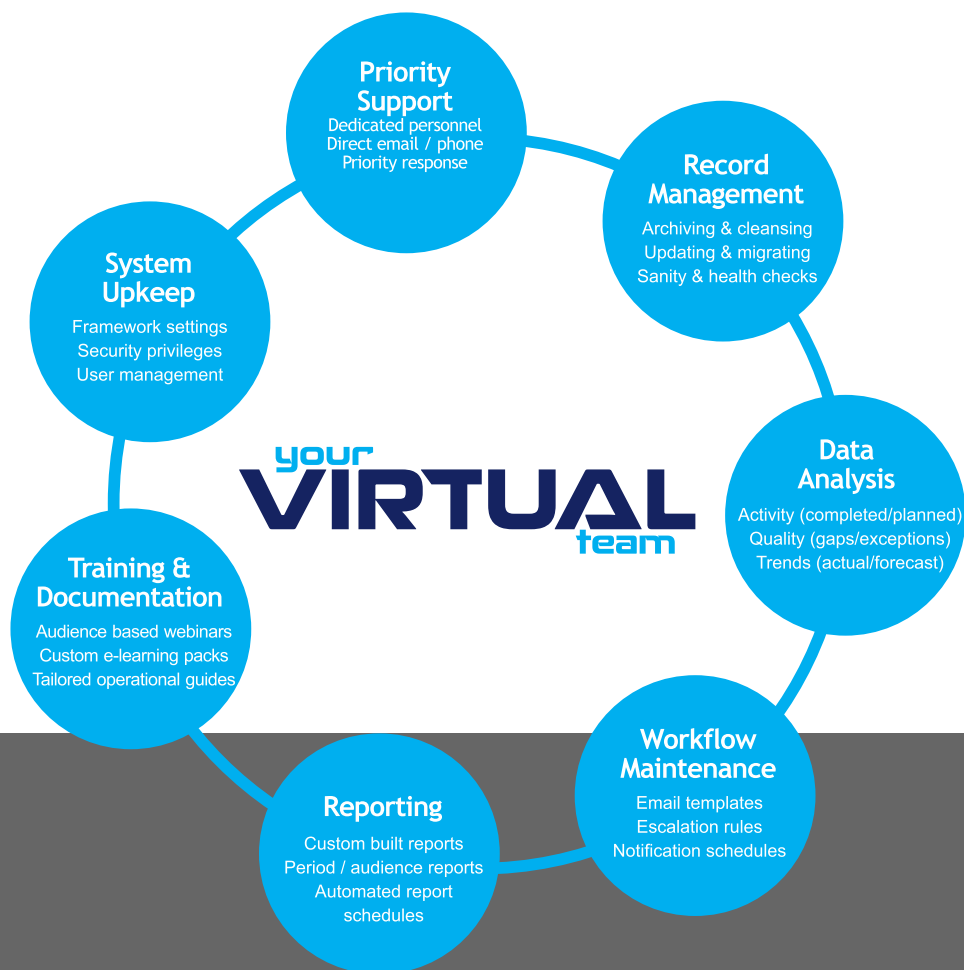 Priority
Support
Dedicated personnel
Direct email / phone
Priority response
Record
Management
Archiving & cleansing
Updating & migrating
Sanity & health checks
System
Upkeep
Framework settings
Security privileges
User management
your
VIRTUAL
team
Data
Analysis
Activity (completed/planned)
Quality (gaps/exceptions)
Trends (actual/forecast)
Training &
Documentation
Audience based webinars
Custom e-learning packs
Tailored operational guides
Workflow
Maintenance
Email templates
Escalation rules
Notification schedules
Reporting
Custom built reports
Period / audience reports
Automated report
schedules